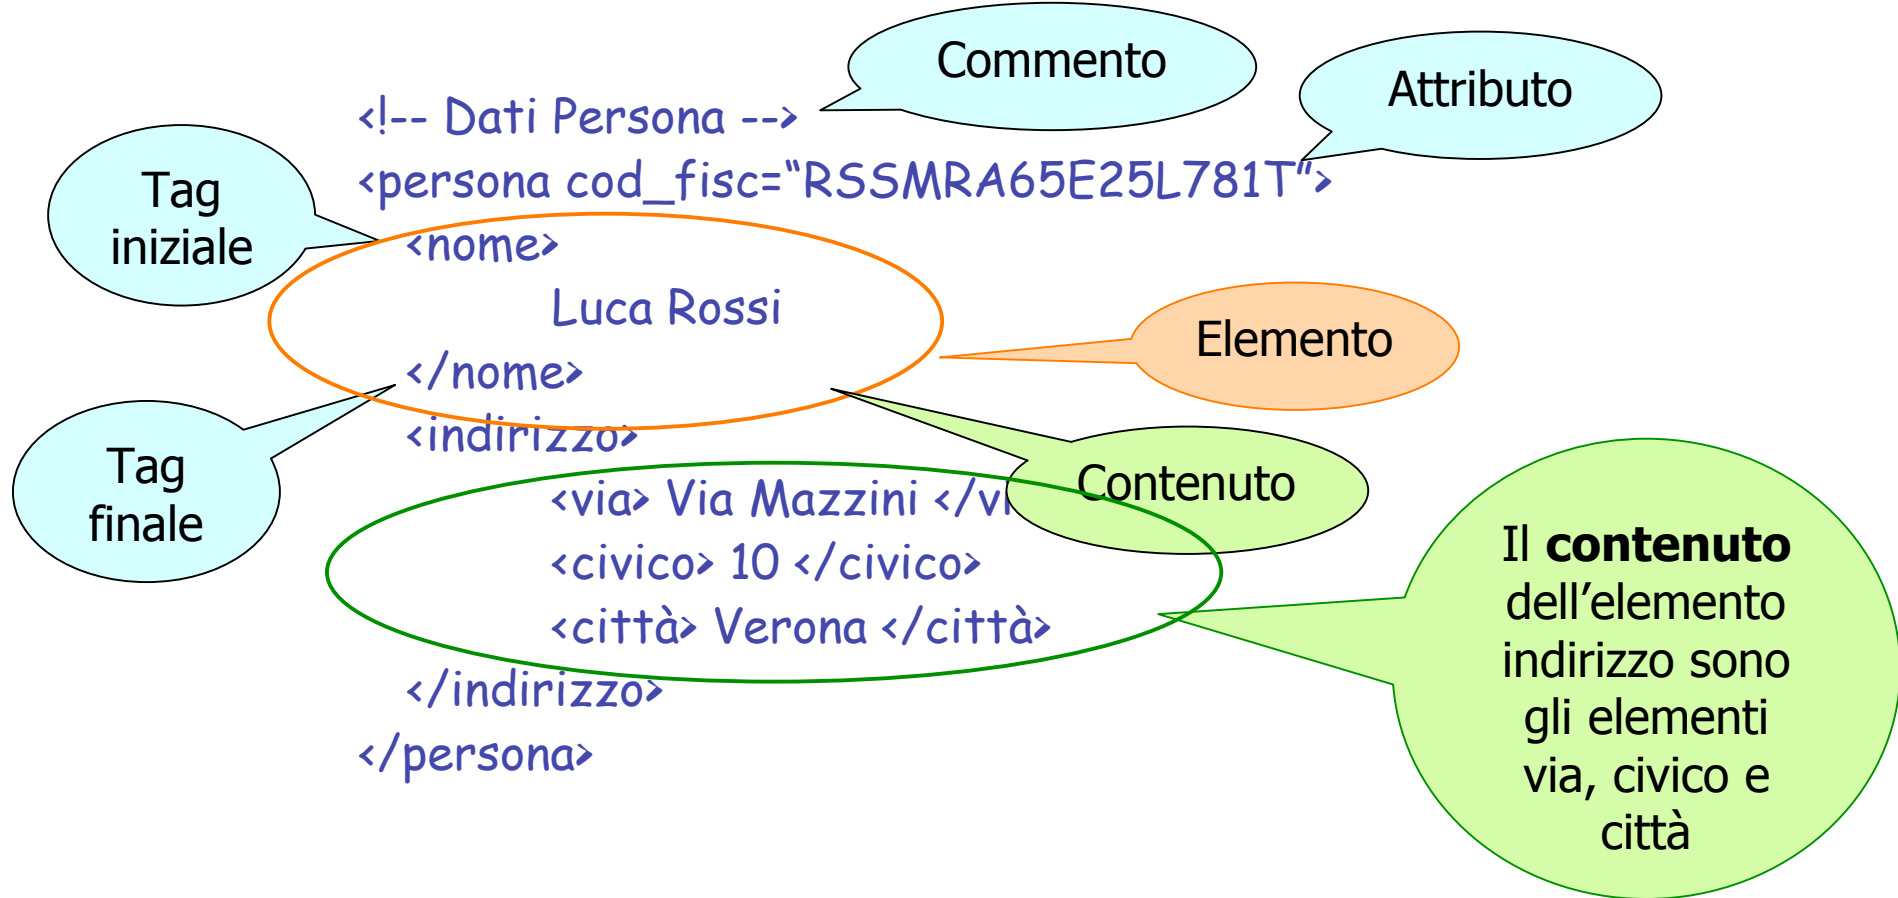 Commento
Attributo
<!-- Dati Persona -->
<persona cod_fisc=“RSSMRA65E25L781T”>
Tag
iniziale
<nome>
Luca Rossi
</nome>
Elemento
<indirizzo>
Tag
finale
Contenuto
<via> Via Mazzini </vi
<civico> 10 </civico>
<città> Verona </città>
</indirizzo>
</persona>
Il contenuto
dell’elemento
indirizzo sono
gli elementi
via, civico e
città